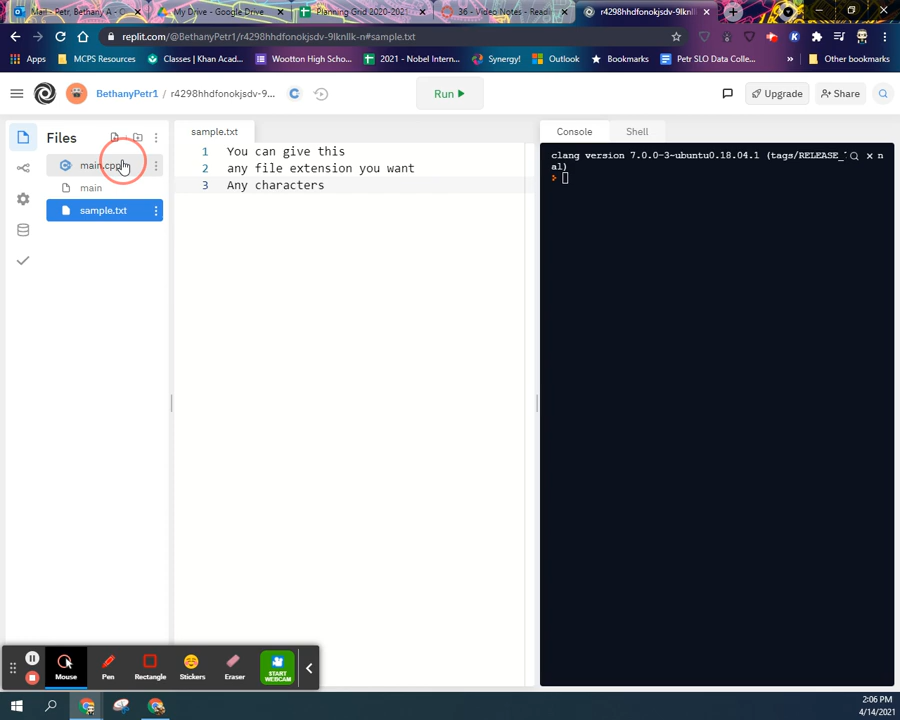 Mail - Petr, Bethany A - O
My Drive - Google Drive
Planning Grid 2020-2021
36 - Video Notes - Readi
r4298hhdfonokjsdv-9lknllk
replit.com/@BethanyPetr1/r4298hhdfonokjsdv-9lknllk-n#sample.txt
Apps
MCPS Resources
Classes | Khan Acad...
Wootton High Scho...
2021 - Nobel Intern...
Synergy!
Outlook
Bookmarks
Petr SLO Data Collec...
»
Other bookmarks
BethanyPetr1 / r4298hhdfonokjsdv-9...
Run
Upgrade
Share
Files
main.cpp
main
sample.txt
sample.txt
1 You can give this
2 any file extension you want
3 Any characters
Console
Shell
clang version 7.0.0-3~ubuntu0.18.04.1 (tags/RELEASE_ n
al)
Mouse
Pen
Rectangle
Stickers
Eraser
START
WEBCAM
2:06 PM
4/14/2021